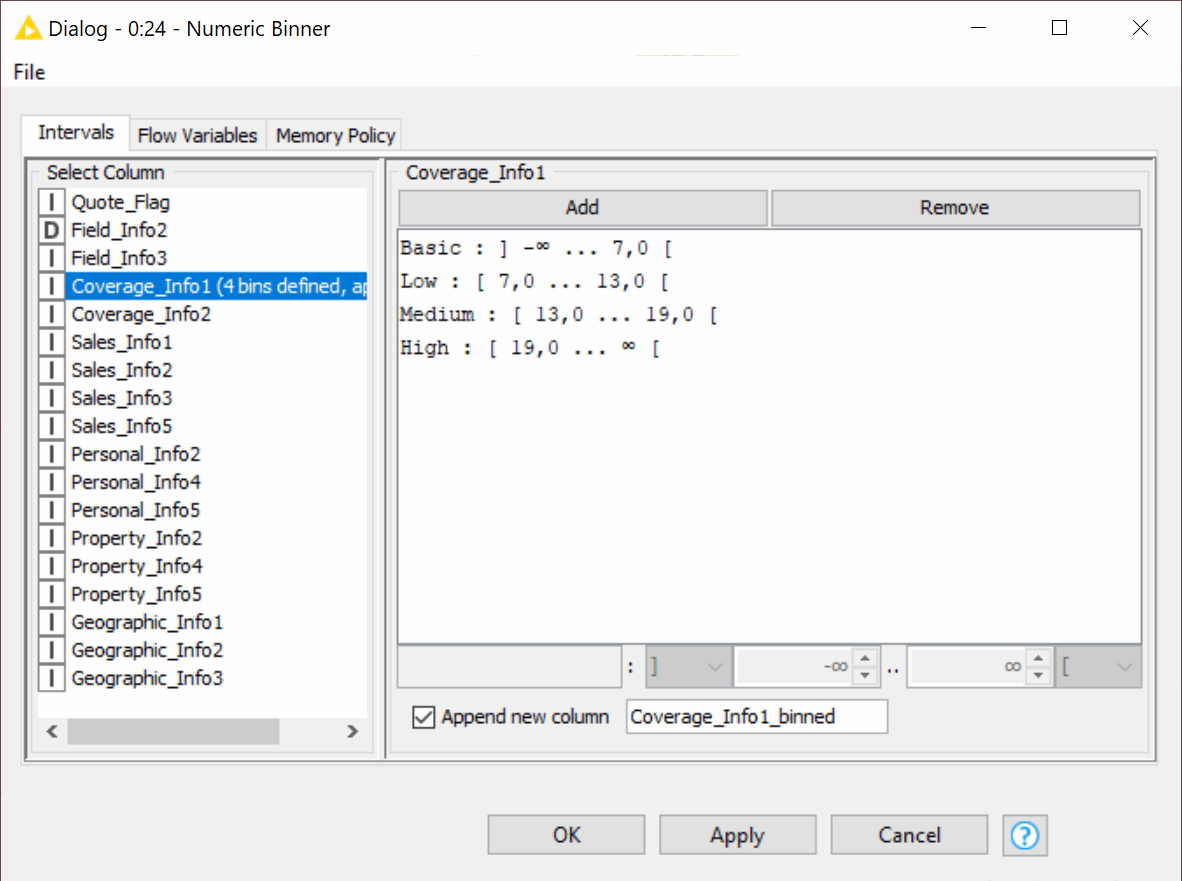 Dialog - 0:24 - Numeric Binner
File
Intervals Flow Variables Memory Policy
Select Column
I Quote_Flag
D Field_Info2
I Field_Info3
I Coverage_Info1 (4 bins defined, ap
I Coverage_Info2
I Sales_Info1
I Sales_Info2
I Sales_Info3
I Sales_Info5
I Personal_Info2
I Personal_Info4
I Personal_Info5
I Property_Info2
I Property_Info4
I Property_Info5
I Geographic_Info1
I Geographic_Info2
I Geographic_Info3
Coverage_Info1
Add Remove
Basic : ] -∞ ... 7,0 [
Low : [ 7,0 ... 13,0 [
Medium : [ 13,0 ... 19,0 [
High : [ 19,0 ... ∞ [
: ] -∞ .. ∞ [
Append new column Coverage_Info1_binned
OK Apply Cancel ?